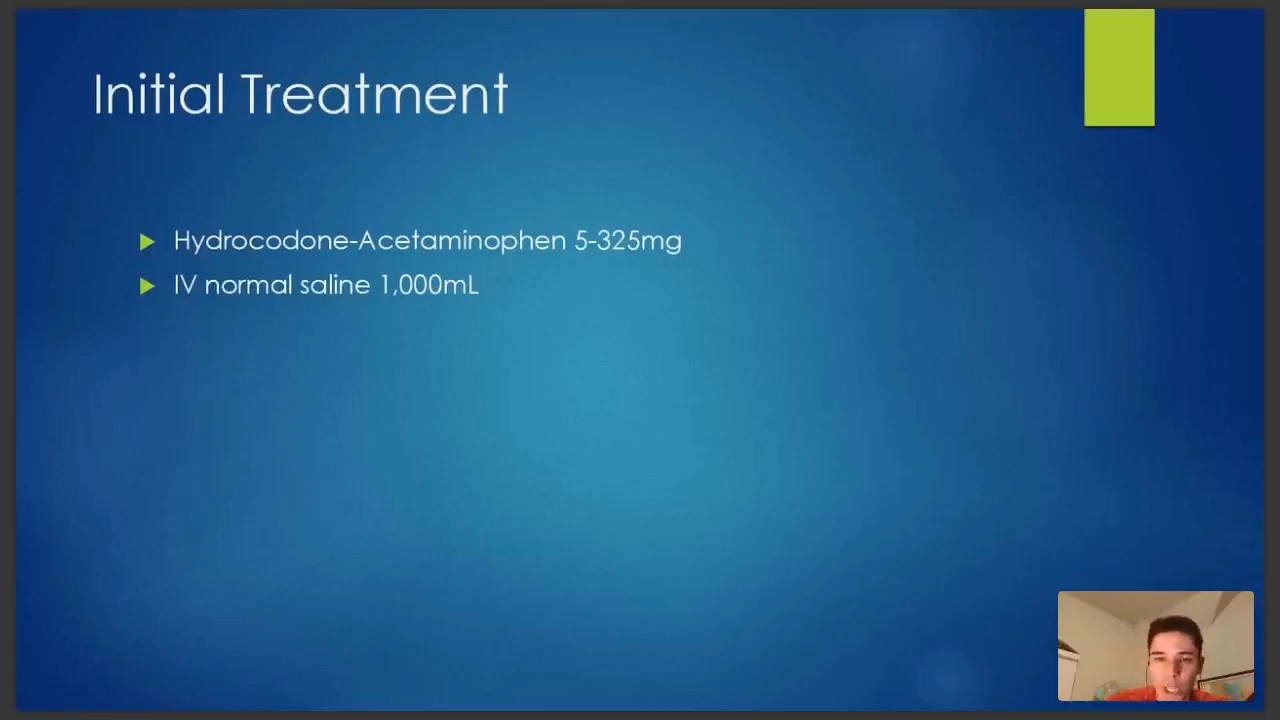 Initial Treatment
Hydrocodone-Acetaminophen 5-325mg
IV normal saline 1,000mL